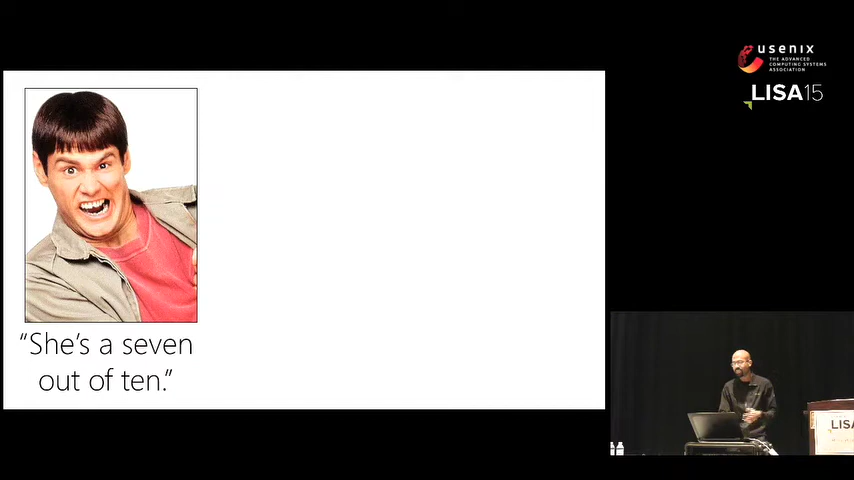 usenix
THE ADVANCED
COMPUTING SYSTEMS
ASSOCIATION
LISA15
“She’s a seven
out of ten.”
LISA